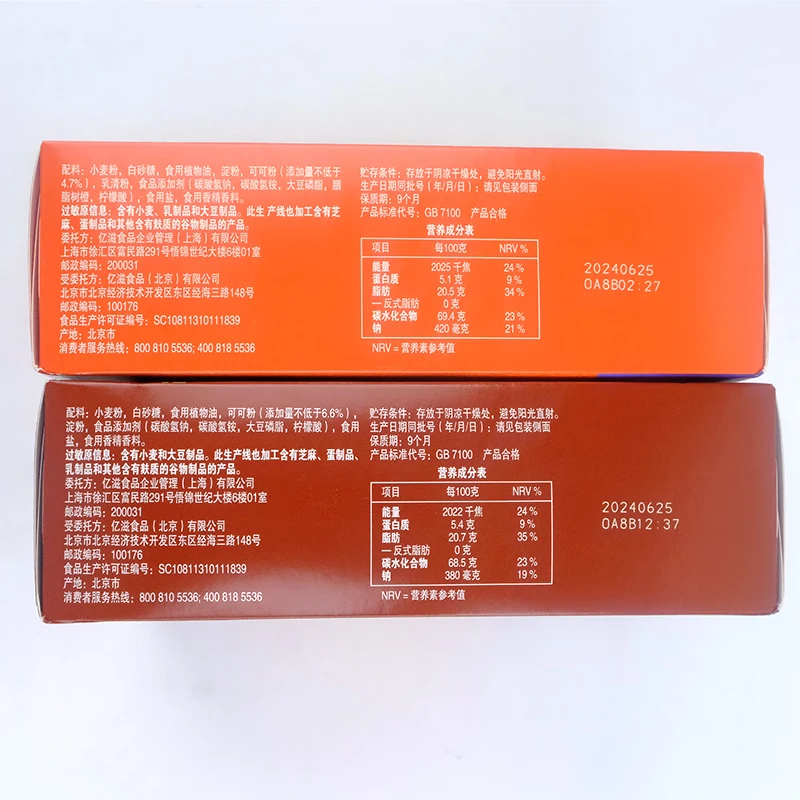 配料：小麦粉，白砂糖，食用植物油，淀粉，可可粉（添加量不低于
4.7%），乳清粉，食品添加剂（碳酸氢钠，碳酸氢铵，大豆磷脂，胭
脂树橙，柠檬酸），食用盐，食用香精香料。
过敏原信息：含有小麦、乳制品和大豆制品。此生产线也加工含有芝
麻、蛋制品和其他含有麸质的谷物制品的产品。
委托方：亿滋食品企业管理（上海）有限公司
上海市徐汇区富民路291号悟锦世纪大楼6楼01室
邮政编码：200031
受委托方：亿滋食品（北京）有限公司
北京市北京经济技术开发区东区经海三路148号
邮政编码：100176
食品生产许可证编号：SC10811310111839
产地：北京市
消费者服务热线：800 810 5536; 400 818 5536
贮存条件：存放于阴凉干燥处，避免阳光直射。
生产日期同批号（年/月/日）：请见包装侧面
保质期：9个月
产品标准代号：GB 7100 产品合格
营养成分表
项目 每100克 NRV %
能量 2025 千焦 24 %
蛋白质 5.1 克 9 %
脂肪 20.5 克 34 %
— 反式脂肪 0 克
碳水化合物 69.4 克 23 %
钠 420 毫克 21 %
NRV = 营养素参考值
20240625
0A8B02:27
配料：小麦粉，白砂糖，食用植物油，可可粉（添加量不低于6.6%），
淀粉，食品添加剂（碳酸氢钠，碳酸氢铵，大豆磷脂，柠檬酸），食用
盐，食用香精香料。
过敏原信息：含有小麦和大豆制品。此生产线也加工含有芝麻、蛋制品、
乳制品和其他含有麸质的谷物制品的产品。
委托方：亿滋食品企业管理（上海）有限公司
上海市徐汇区富民路291号悟锦世纪大楼6楼01室
邮政编码：200031
受委托方：亿滋食品（北京）有限公司
北京市北京经济技术开发区东区经海三路148号
邮政编码：100176
食品生产许可证编号：SC10811310111839
产地：北京市
消费者服务热线：800 810 5536; 400 818 5536
贮存条件：存放于阴凉干燥处，避免阳光直射。
生产日期同批号（年/月/日）：请见包装侧面
保质期：9个月
产品标准代号：GB 7100 产品合格
营养成分表
项目 每100克 NRV %
能量 2022 千焦 24 %
蛋白质 5.4 克 9 %
脂肪 20.7 克 35 %
— 反式脂肪 0 克
碳水化合物 68.5 克 23 %
钠 380 毫克 19 %
NRV = 营养素参考值
20240625
0A8B12:37